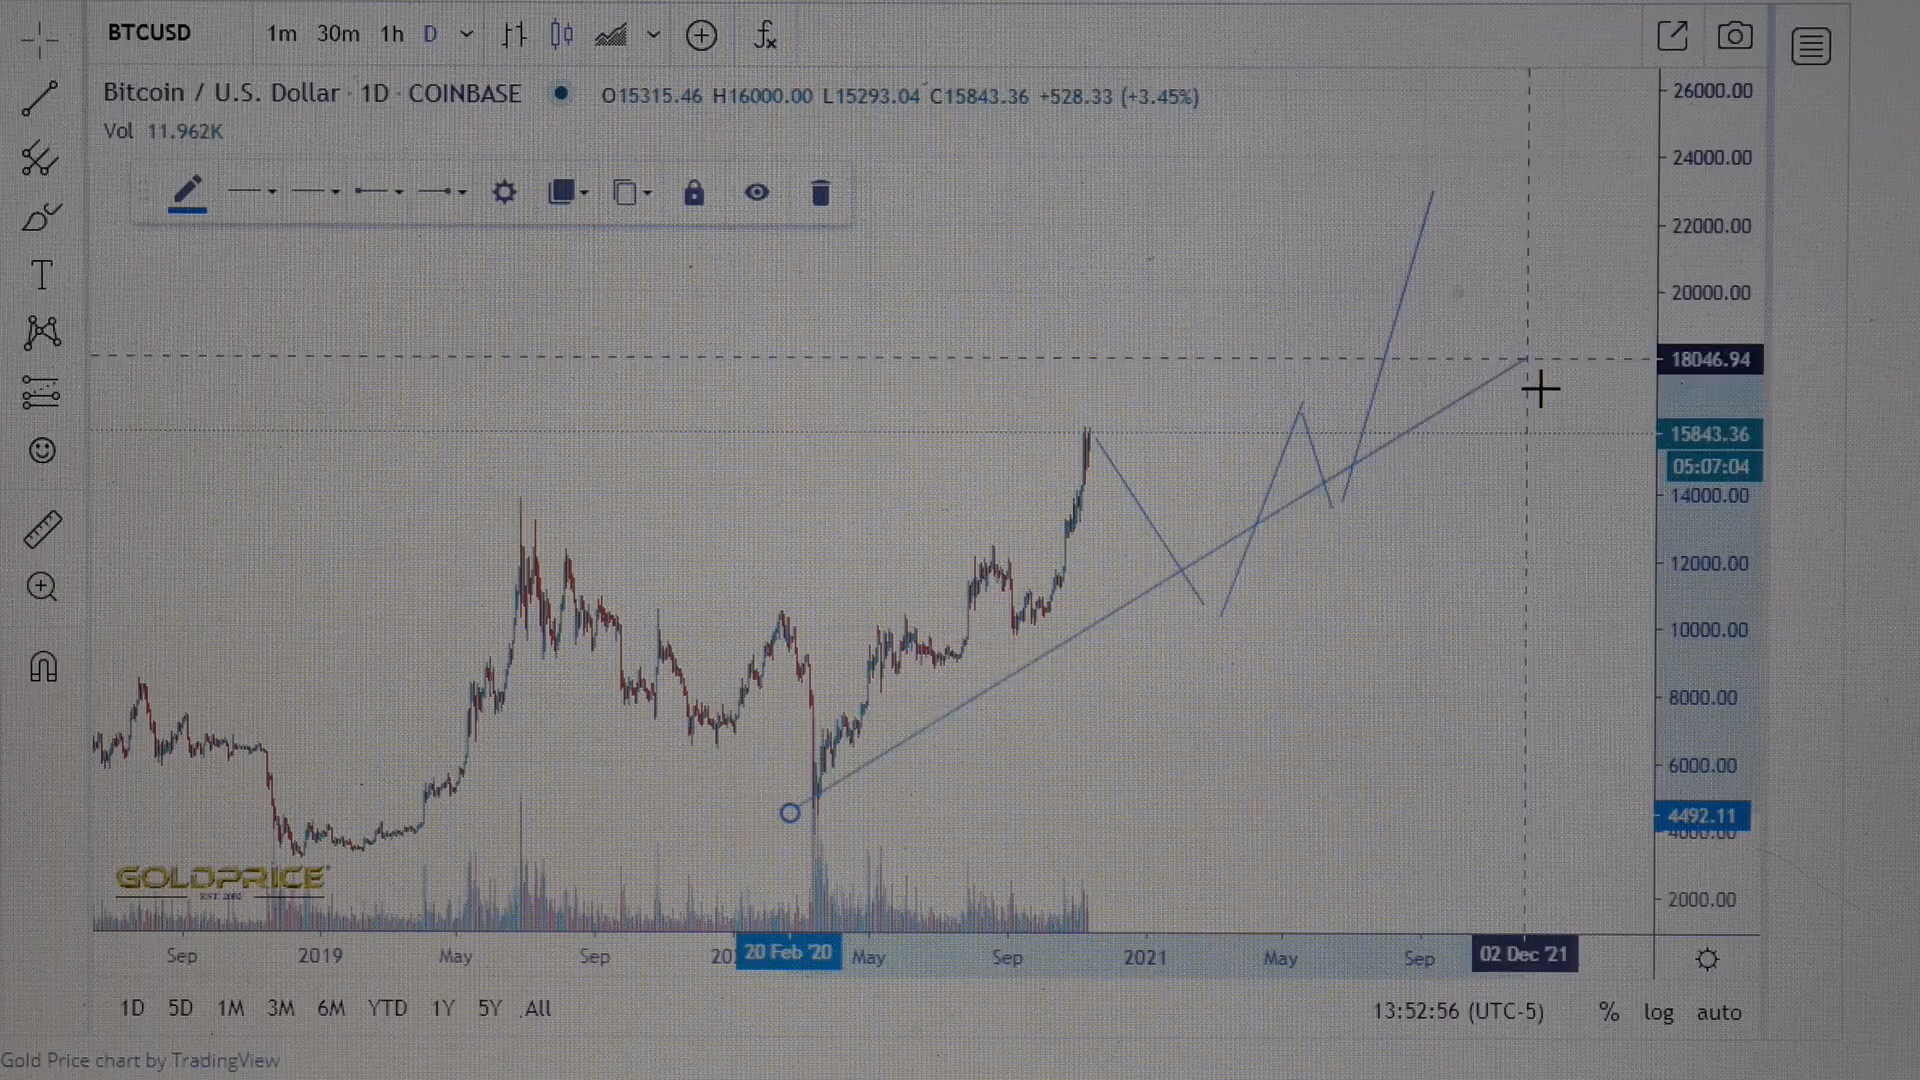 BTCUSD 1m 30m 1h D
Bitcoin / U.S. Dollar · 1D · COINBASE O15315.46 H16000.00 L15293.04 C15843.36 +528.33 (+3.45%)
Vol 11.962K
T
26000.00
24000.00
22000.00
20000.00
18046.94
15843.36
05:07:04
14000.00
12000.00
10000.00
8000.00
6000.00
4492.11
4000.00
2000.00
GOLDPRICE
EST. 2002
Sep 2019 May Sep 20 Feb '20 May Sep 2021 May Sep 02 Dec '21
1D 5D 1M 3M 6M YTD 1Y 5Y All 13:52:56 (UTC-5) % log auto
Gold Price chart by TradingView